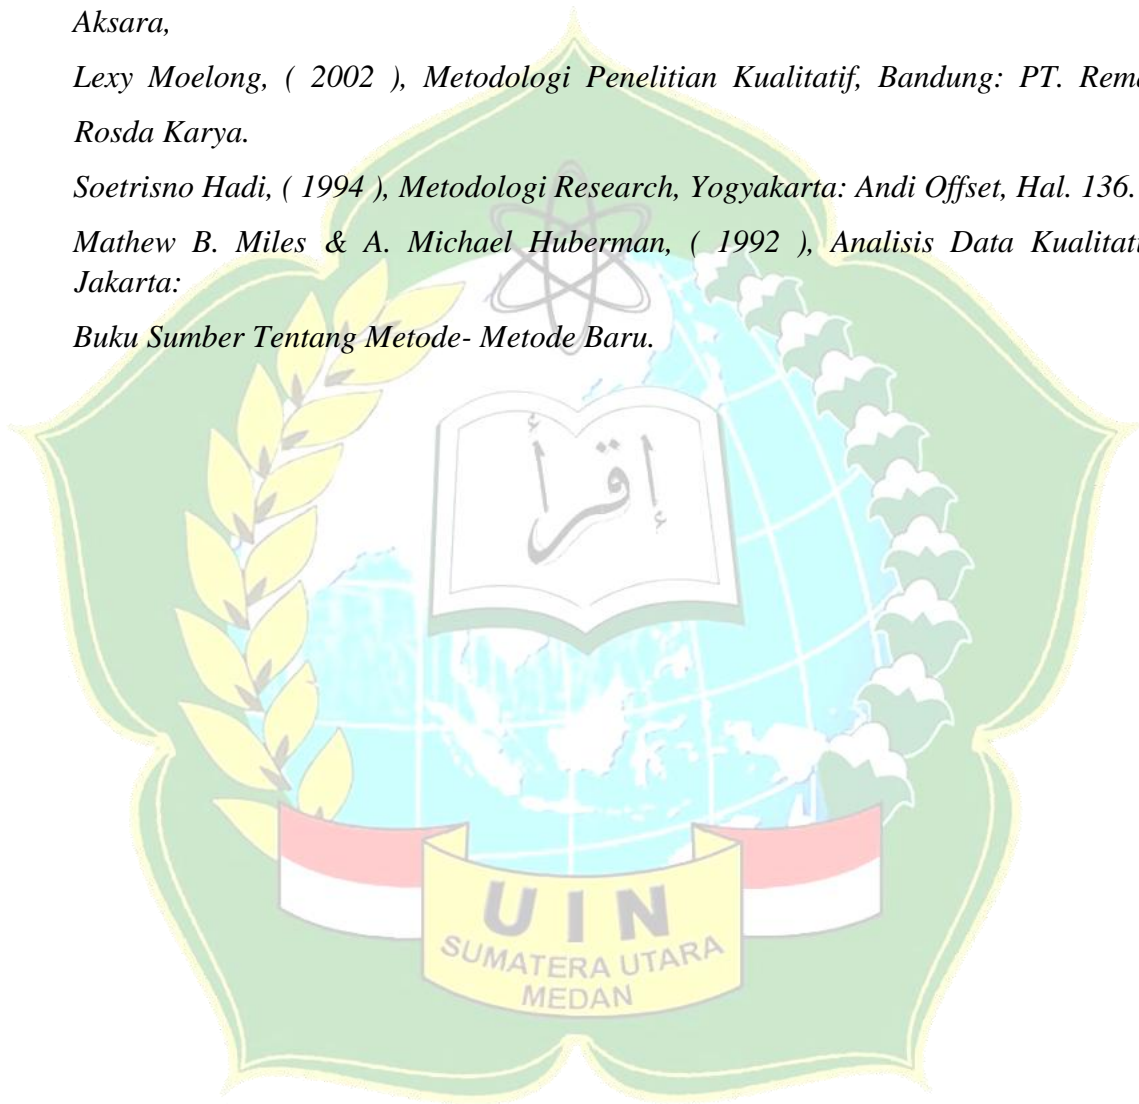 Aksara,
Lexy Moelong, ( 2002 ), Metodologi Penelitian Kualitatif, Bandung: PT.
Rosda Karya.
Soetrisno Hadi, ( 1994 ), Metodologi Research, Yogyakarta: Andi Offset, Hal. 136.
Mathew B. Miles & A. Michael Huberman, ( 1992 ), Analisis Data
Jakarta:
Buku Sumber Tentang Metode- Metode Baru.
إقرأ
UIN
SUMATERA UTARA
MEDAN